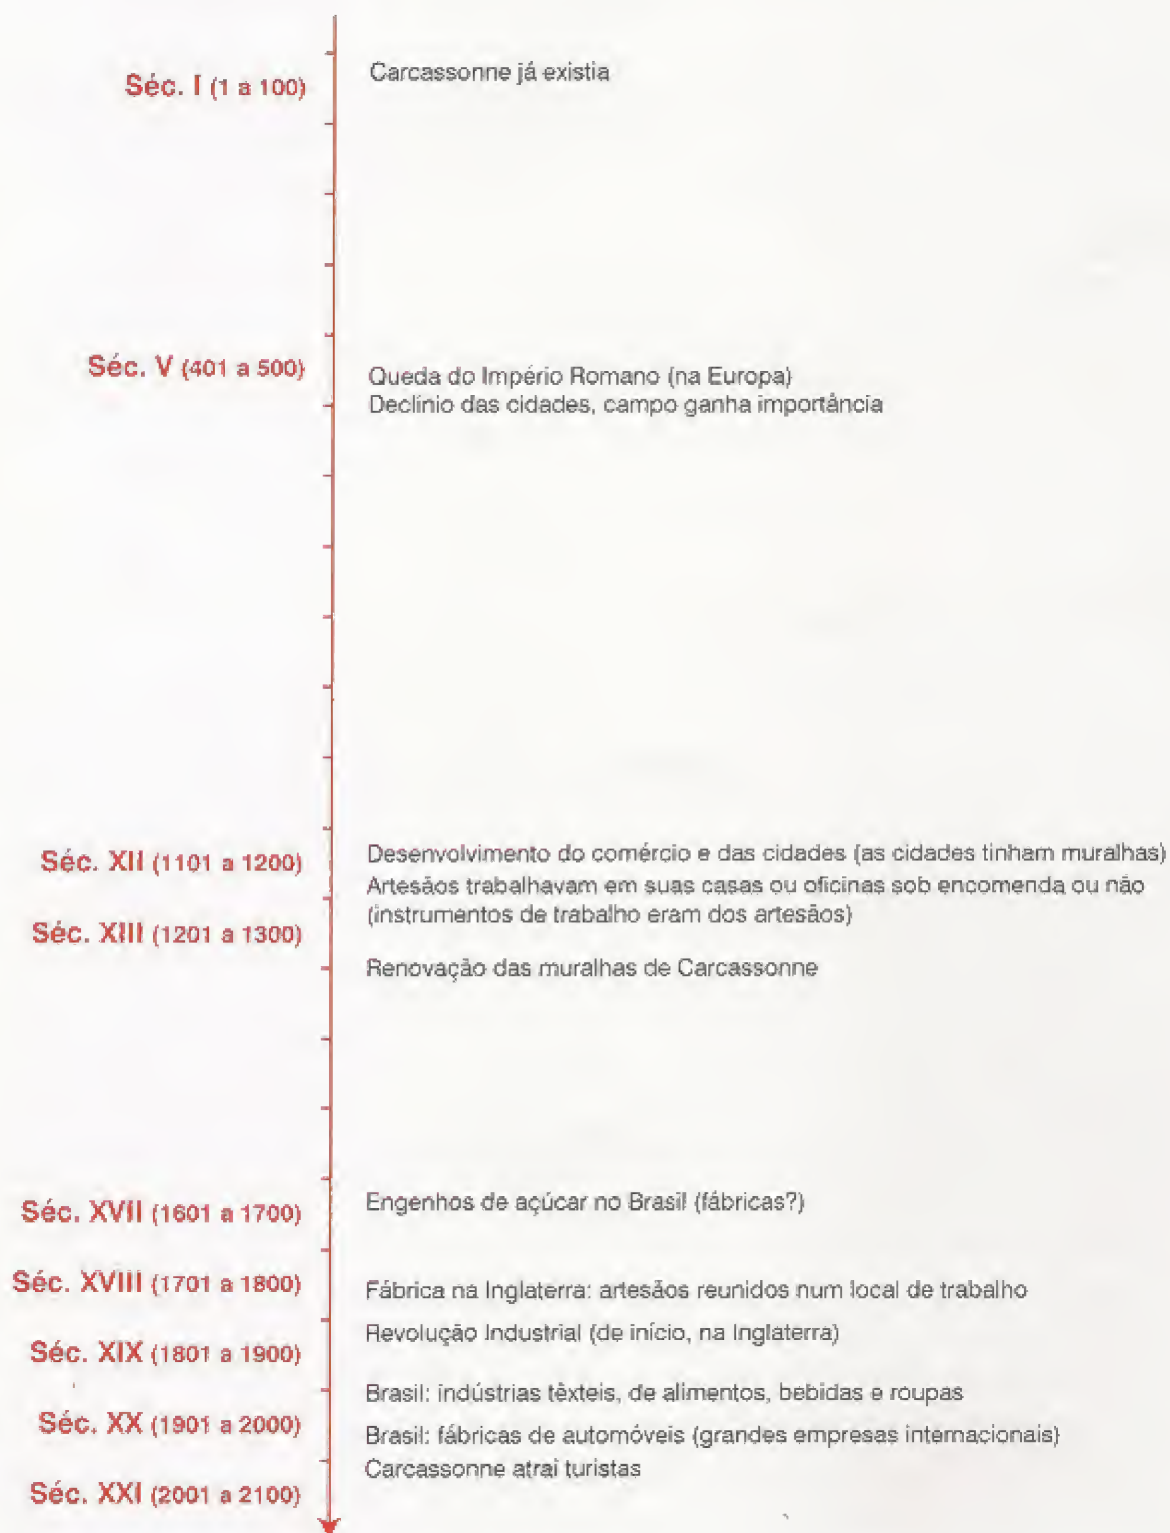 Séc. I (1 a 100)
Carcassonne já existia
Séc. V (401 a 500)
Queda do Império Romano (na Europa)
Declinio das cidades, campo ganha importância
Séc. XII (1101 a 1200)
Desenvolvimento do comércio e das cidades (as cidades tinham muralhas)
Artesãos trabalhavam em suas casas ou oficinas sob encomenda ou não
(instrumentos de trabalho eram dos artesãos)
Séc. XIII (1201 a 1300)
Renovação das muralhas de Carcassonne
Séc. XVII (1601 a 1700)
Engenhos de açúcar no Brasil (fábricas?)
Séc. XVIII (1701 a 1800)
Fábrica na Inglaterra: artesãos reunidos num local de trabalho
Revolução Industrial (de início, na Inglaterra)
Séc. XIX (1801 a 1900)
Brasil: indústrias têxteis, de alimentos, bebidas e roupas
Séc. XX (1901 a 2000)
Brasil: fábricas de automóveis (grandes empresas internacionais)
Carcassonne atrai turistas
Séc. XXI (2001 a 2100)